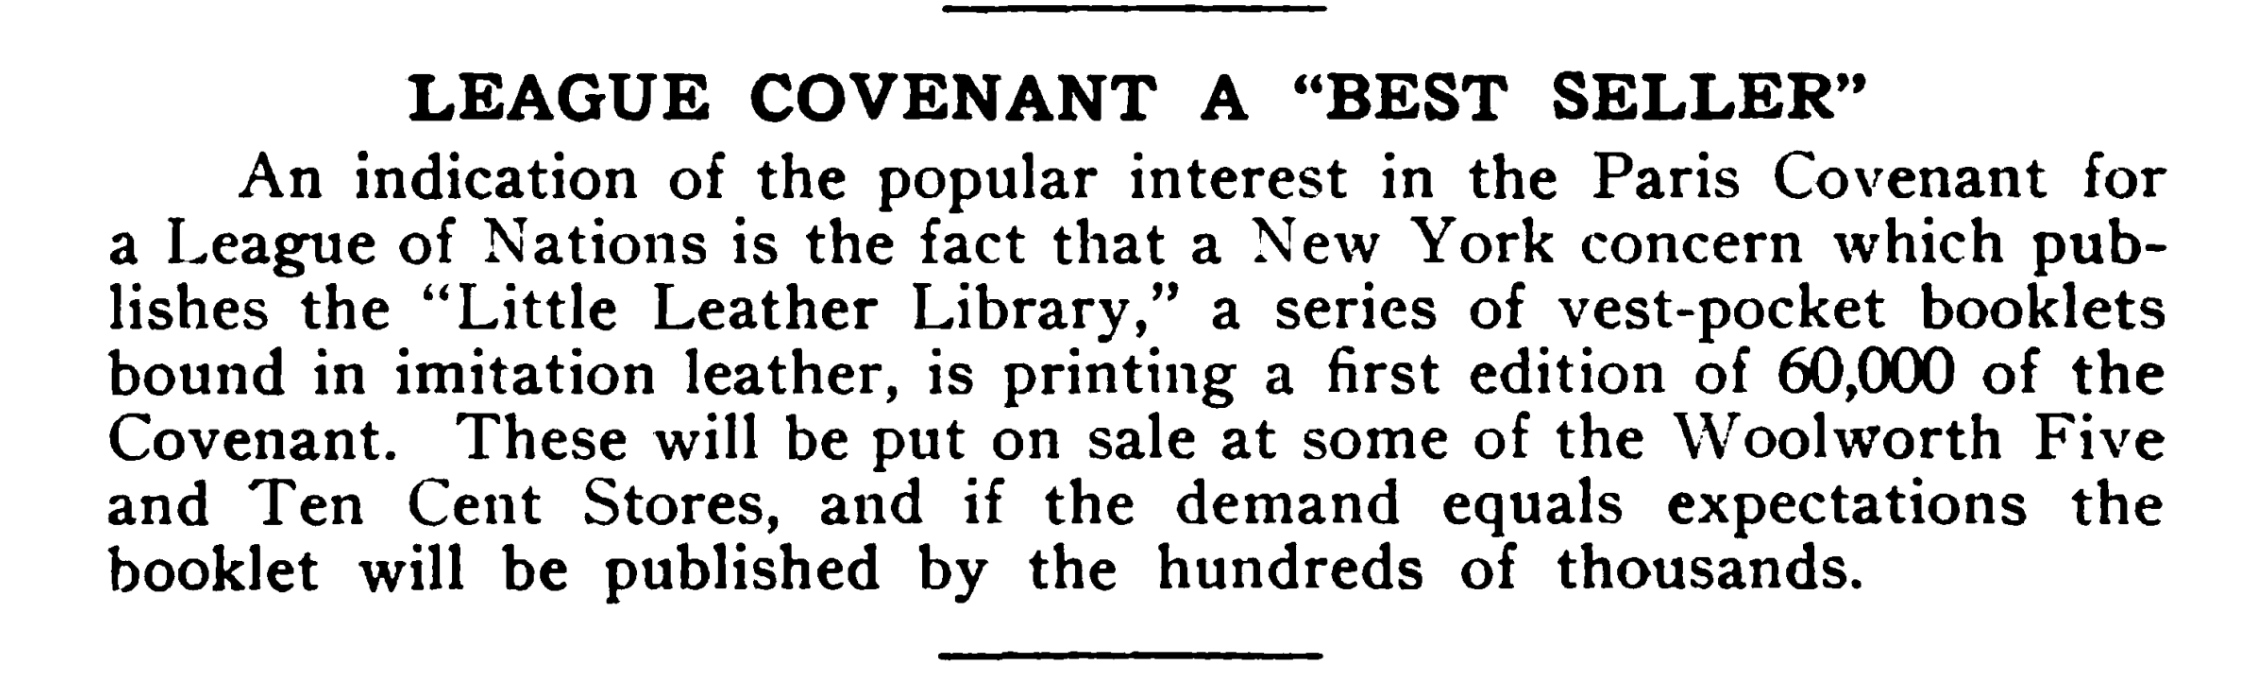 LEAGUE COVENANT A “BEST SELLER”
An indication of the popular interest in the Paris Covenant for
a League of Nations is the fact that a New York concern which pub-
lishes the “Little Leather Library,” a series of vest-pocket booklets
bound in imitation leather, is printing a first edition of 60,000 of the
Covenant. These will be put on sale at some of the Woolworth Five
and Ten Cent Stores, and if the demand equals expectations the
booklet will be published by the hundreds of thousands.